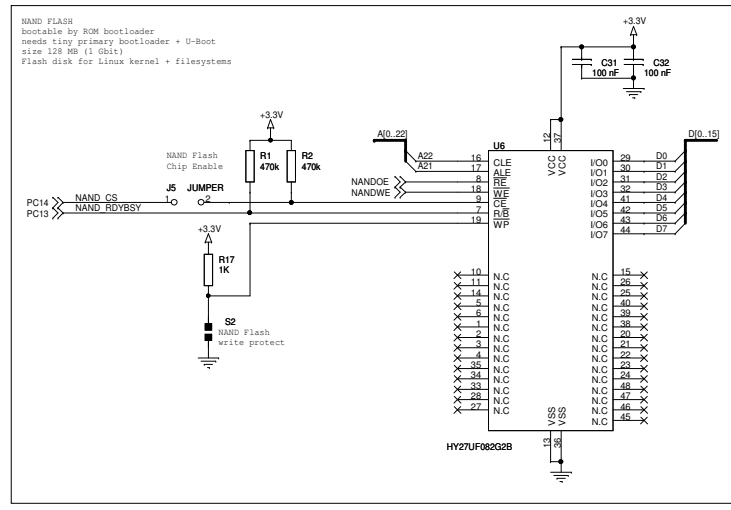 NAND FLASH
bootable by ROM bootloader
needs tiny primary bootloader + U-Boot
size 128 MB (1 Gbit)
Flash disk for Linux kernel + filesystems
+3.3V
C31
100 nF
C32
100 nF
+3.3V
R1
470k
R2
470k
NAND Flash
Chip Enable
J5
JUMPER
1
2
PC14
NAND_CS
PC13
NAND_RDYBSY
+3.3V
R17
1K
S2
NAND Flash
write protect
A[0..22]
A22
A21
NANDOE
NANDWE
U6
12
37
VCC
VCC
16 CLE
17 ALE
8 RE
18 WE
9 CE
7 R/B
19 WP
10 N.C
11 N.C
14 N.C
5 N.C
6 N.C
1 N.C
2 N.C
3 N.C
4 N.C
35 N.C
34 N.C
33 N.C
28 N.C
27 N.C
D[0..15]
I/O0 29 D0
I/O1 30 D1
I/O2 31 D2
I/O3 32 D3
I/O4 41 D4
I/O5 42 D5
I/O6 43 D6
I/O7 44 D7
N.C 15
N.C 26
N.C 25
N.C 40
N.C 39
N.C 38
N.C 20
N.C 21
N.C 22
N.C 23
N.C 24
N.C 48
N.C 47
N.C 46
N.C 45
VSS
VSS
13
36
HY27UF082G2B